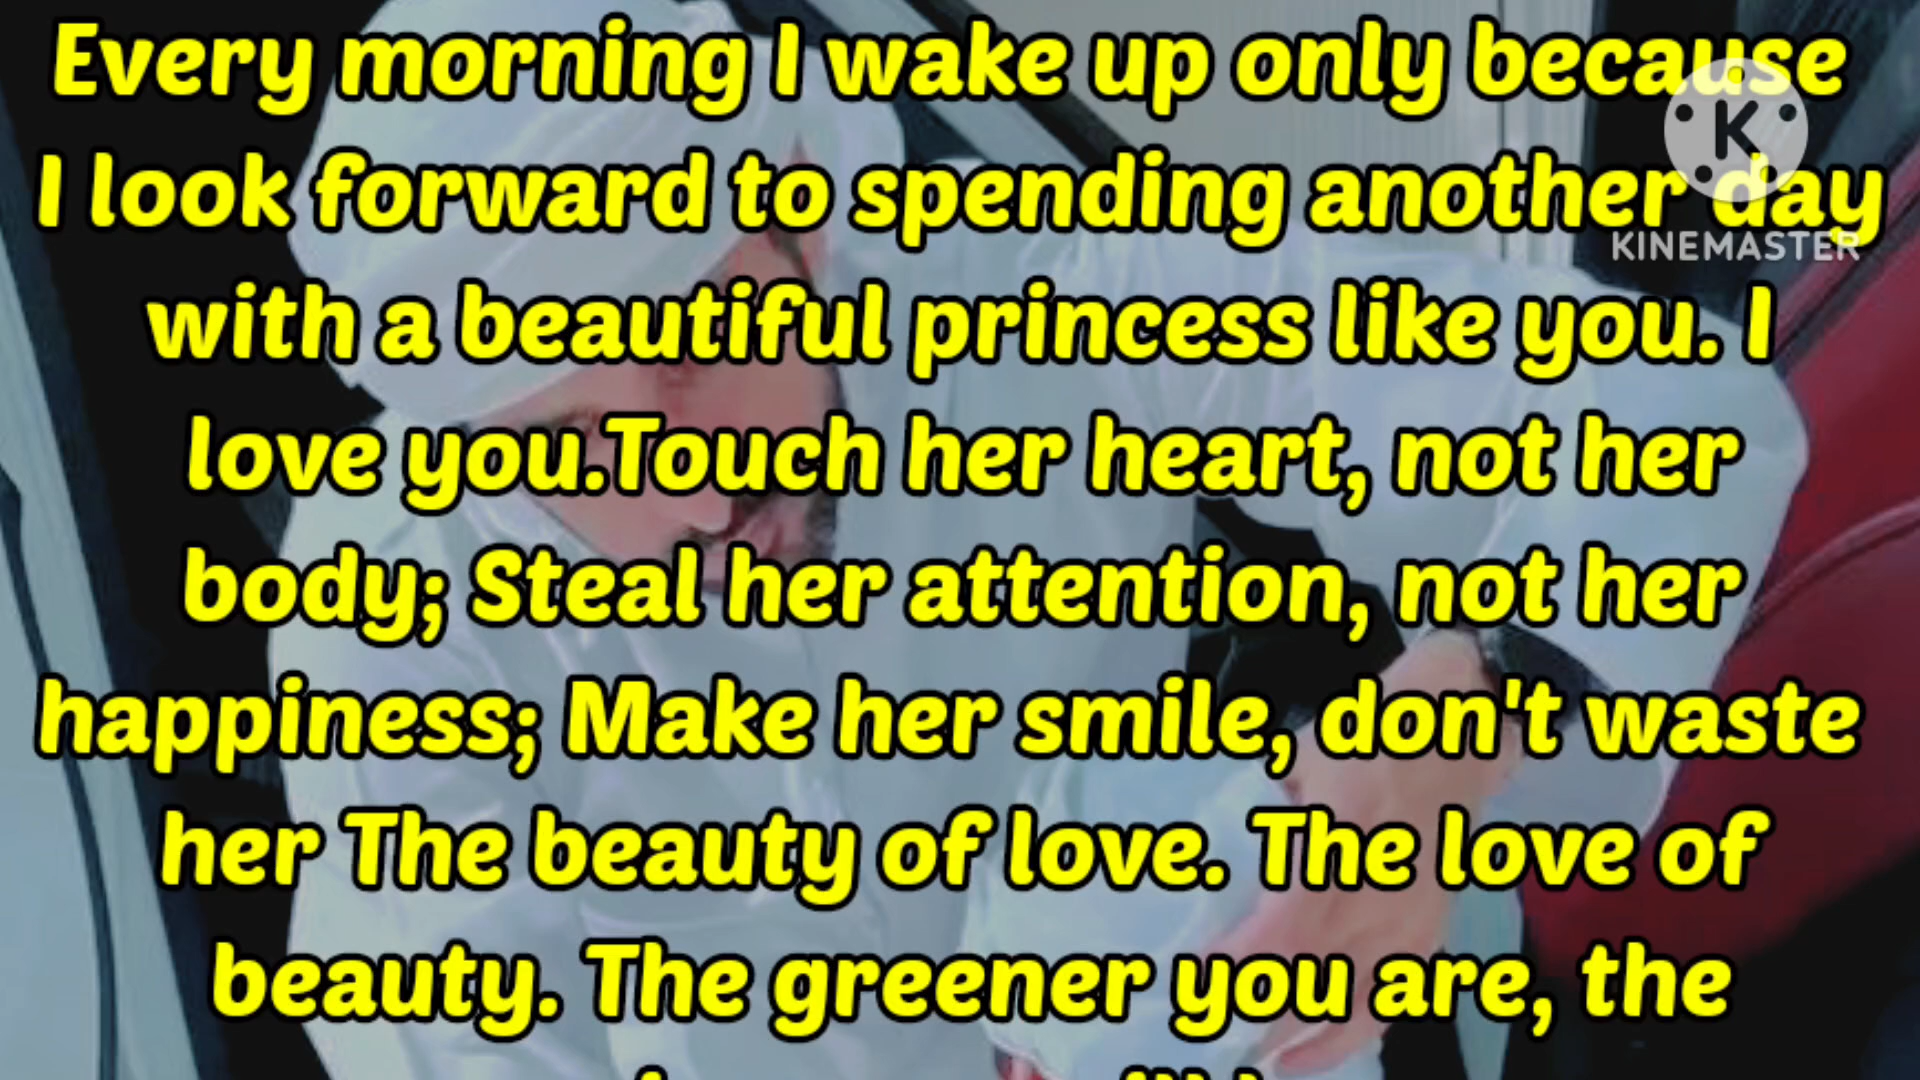 Every morning I wake up only because
I look forward to spending another day
with a beautiful princess like you. I
love you.Touch her heart, not her
body; Steal her attention, not her
happiness; Make her smile, don't waste
her The beauty of love. The love of
beauty. The greener you are, the
K
KINEMASTER